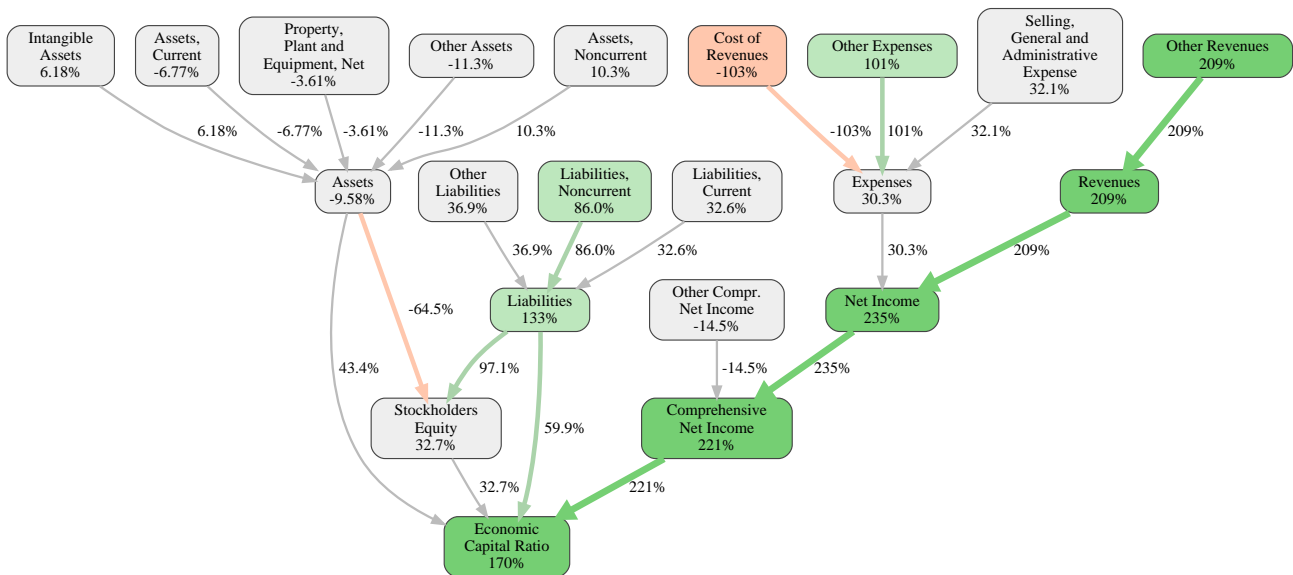 Intangible
Assets
6.18%
Assets,
Current
-6.77%
Property,
Plant and
Equipment, Net
-3.61%
Other Assets
-11.3%
Assets,
Noncurrent
10.3%
Cost of
Revenues
-103%
Other Expenses
101%
Selling,
General and
Administrative
Expense
32.1%
Other Revenues
209%
6.18%
-6.77%
-3.61%
-11.3%
10.3%
-103%
101%
32.1%
209%
Assets
-9.58%
Other
Liabilities
36.9%
Liabilities,
Noncurrent
86.0%
Liabilities,
Current
32.6%
Expenses
30.3%
Revenues
209%
36.9%
86.0%
32.6%
30.3%
209%
-64.5%
Liabilities
133%
Other Compr.
Net Income
-14.5%
Net Income
235%
43.4%
97.1%
-14.5%
235%
Stockholders
Equity
32.7%
59.9%
Comprehensive
Net Income
221%
32.7%
221%
Economic
Capital Ratio
170%